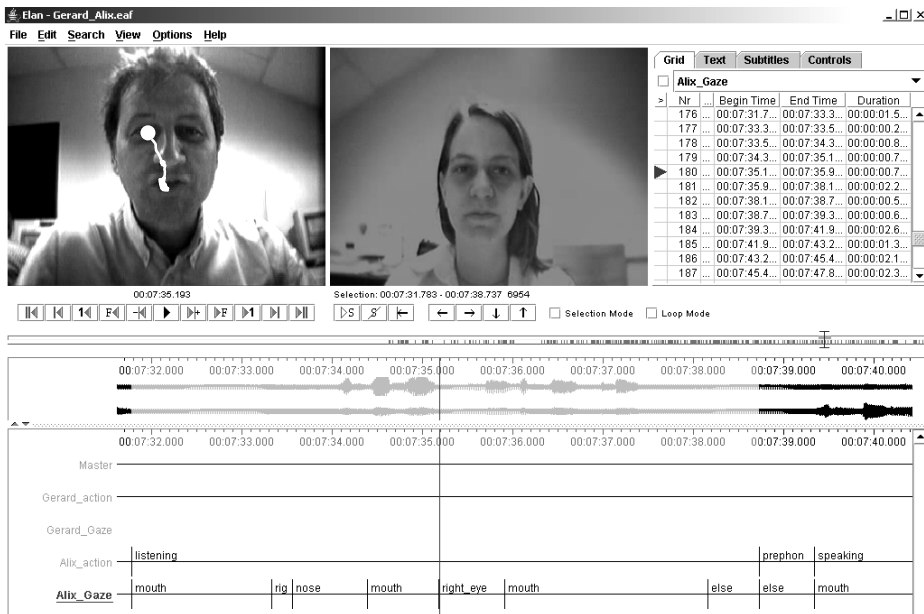 Elan - Gerard_Alix.eaf
File Edit Search View Options Help
Grid Text Subtitles Controls
Alix_Gaze
> Nr ... Begin Time End Time Duration
176 ... 00:07:31.7... 00:07:33.3... 00:00:01.5...
177 ... 00:07:33.3... 00:07:33.5... 00:00:00.2...
178 ... 00:07:33.5... 00:07:34.3... 00:00:00.8...
179 ... 00:07:34.3... 00:07:35.1... 00:00:00.7...
180 ... 00:07:35.1... 00:07:35.9... 00:00:00.7...
181 ... 00:07:35.9... 00:07:38.1... 00:00:02.2...
182 ... 00:07:38.1... 00:07:38.7... 00:00:00.5...
183 ... 00:07:38.7... 00:07:39.3... 00:00:00.6...
184 ... 00:07:39.3... 00:07:41.9... 00:00:02.6...
185 ... 00:07:41.9... 00:07:43.2... 00:00:01.3...
186 ... 00:07:43.2... 00:07:45.4... 00:00:02.1...
187 ... 00:07:45.4... 00:07:47.8... 00:00:02.3...
00:07:35.193
Selection: 00:07:31.783 - 00:07:38.737 6954
1 F F 1 S S Selection Mode Loop Mode
00:07:32.000 00:07:33.000 00:07:34.000 00:07:35.000 00:07:36.000 00:07:37.000 00:07:38.000 00:07:39.000 00:07:40.000
00:07:32.000 00:07:33.000 00:07:34.000 00:07:35.000 00:07:36.000 00:07:37.000 00:07:38.000 00:07:39.000 00:07:40.000
Master
Gerard_action
Gerard_Gaze
Alix_action listening prephon speaking
Alix_Gaze mouth rig nose mouth right_eye mouth else else mouth